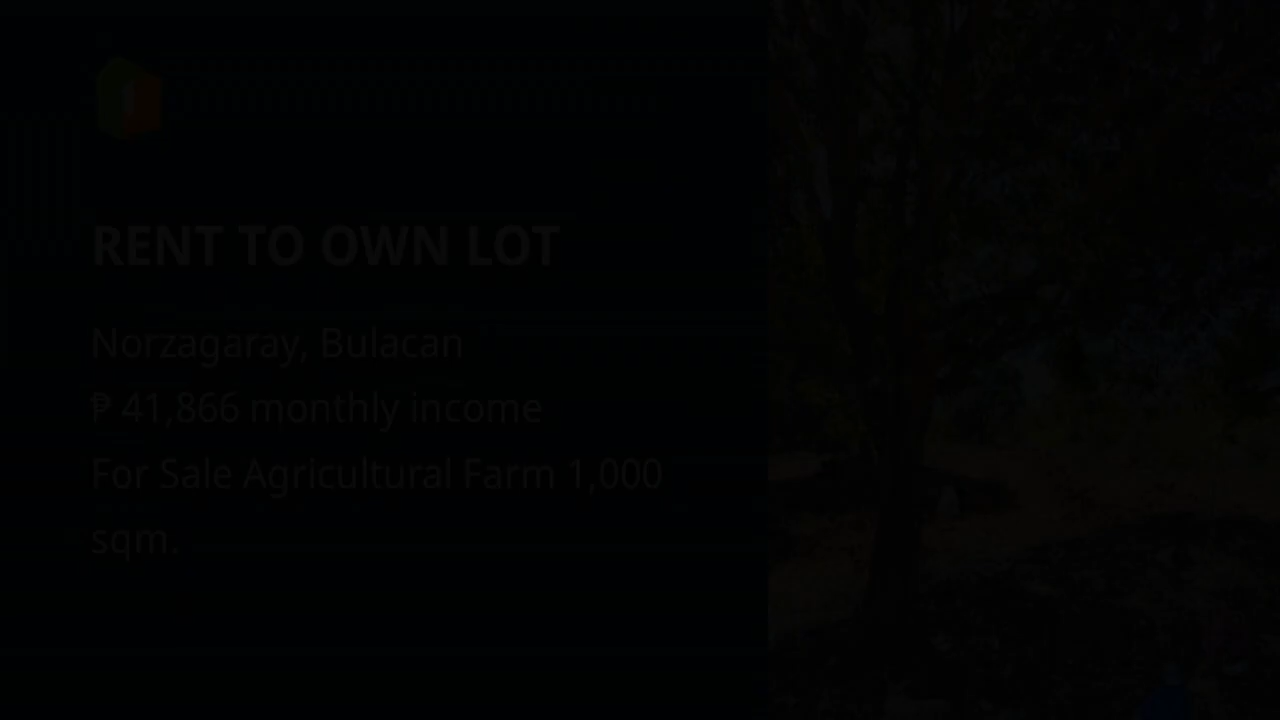 RENT TO OWN LOT
Norzagaray, Bulacan
₱ 41,866 monthly income
For Sale Agricultural Farm 1,000
sqm.